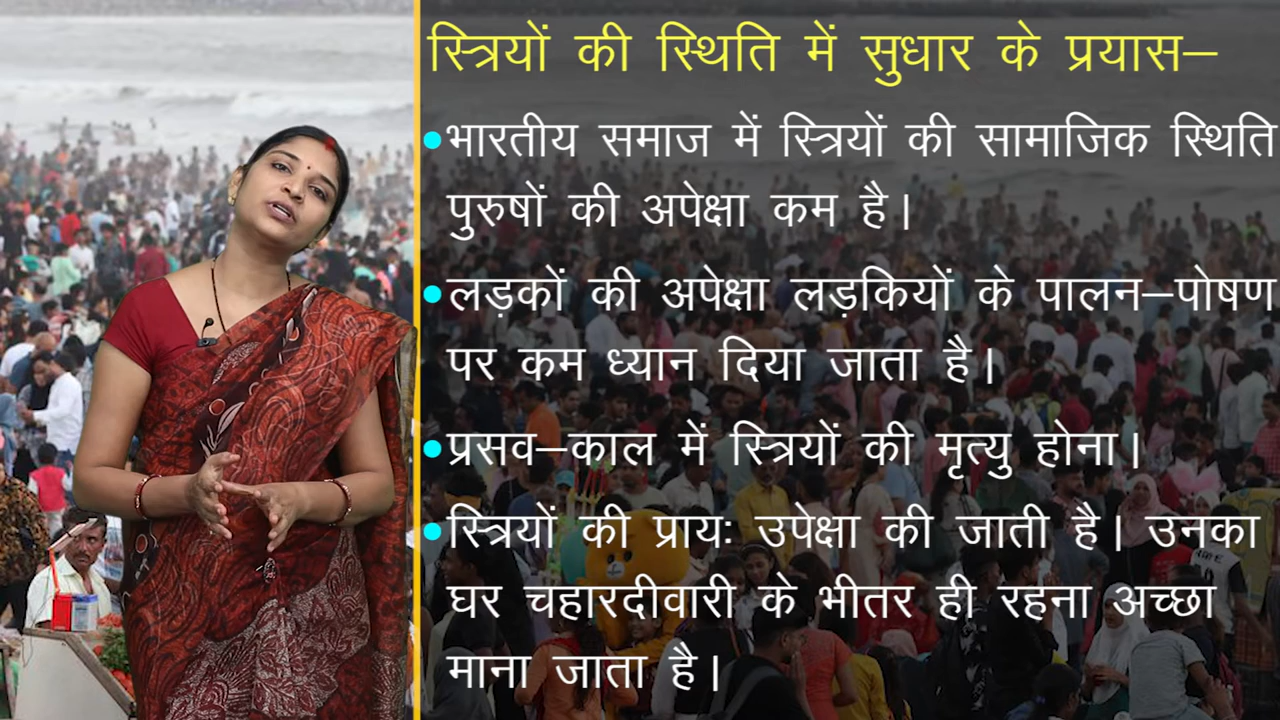 स्त्रियों की स्थिति में सुधार के प्रयास–
•भारतीय समाज में स्त्रियों की सामाजिक स्थिति
पुरुषों की अपेक्षा कम है।
•लड़कों की अपेक्षा लड़कियों के पालन–पोषण
पर कम ध्यान दिया जाता है।
•प्रसव–काल में स्त्रियों की मृत्यु होना।
•स्त्रियों की प्रायः उपेक्षा की जाती है। उनका
घर चहारदीवारी के भीतर ही रहना अच्छा
माना जाता है।